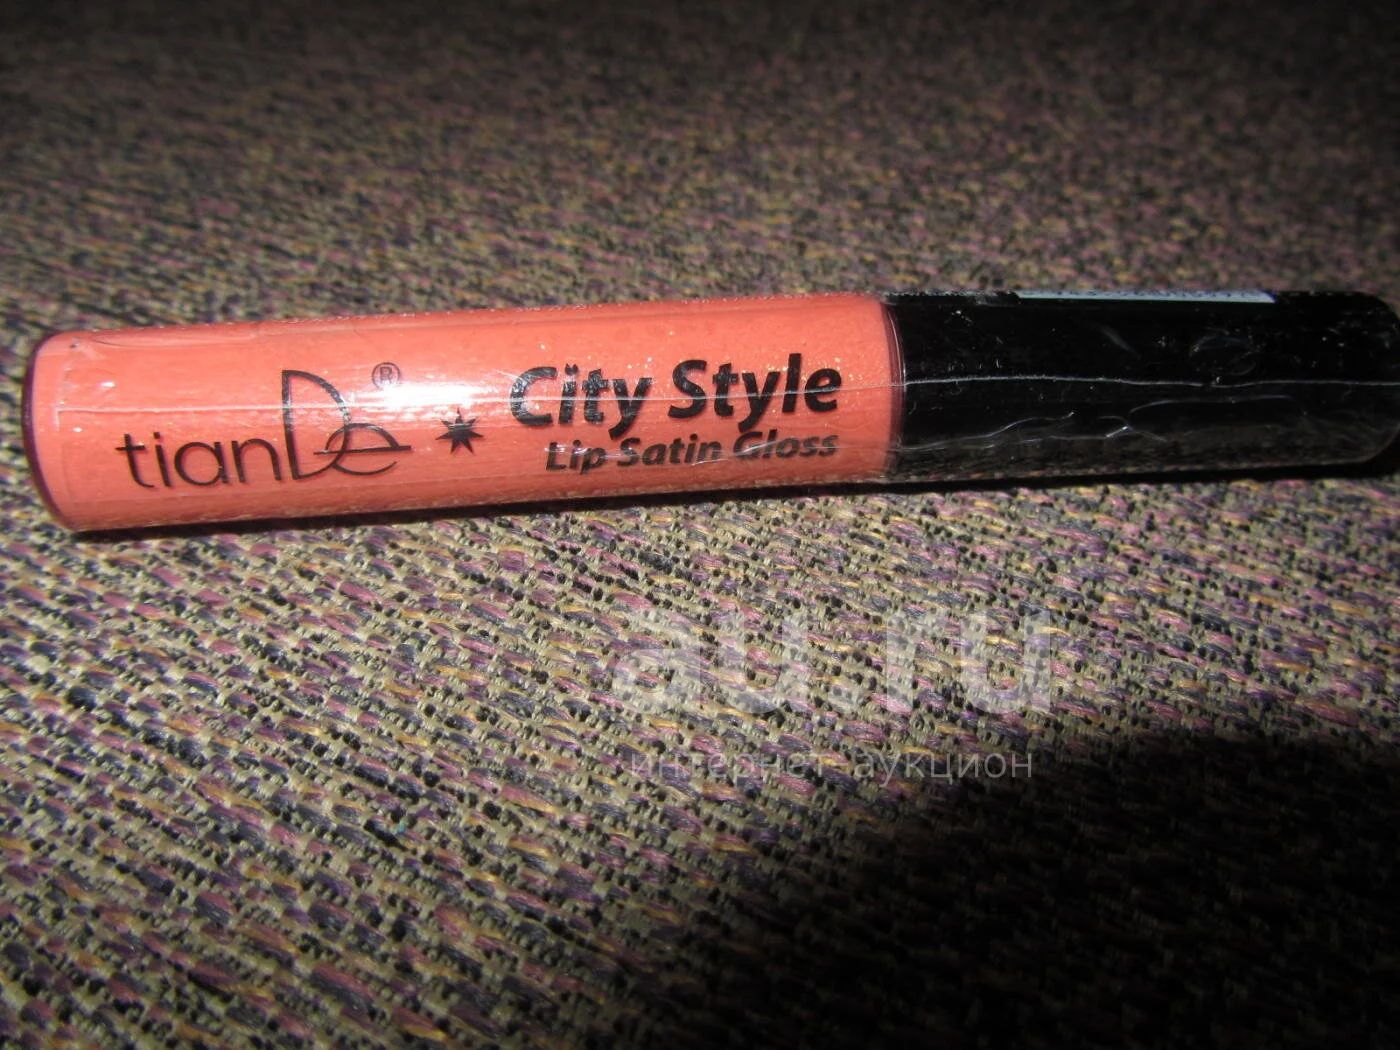 tianDe®
City Style
Lip Satin Gloss
au.ru
интернет-аукцион